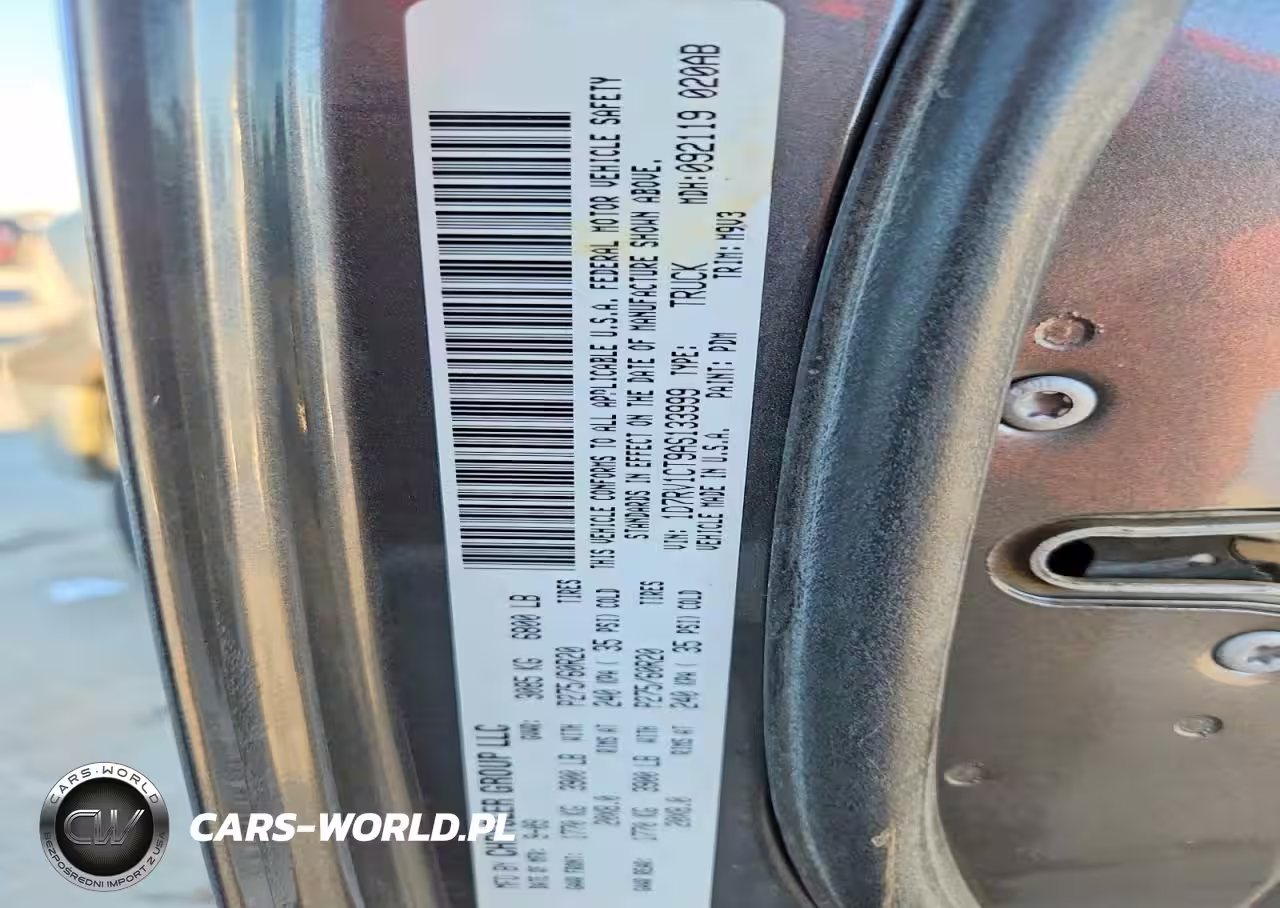 MFD BY CHRYSLER GROUP LLC
DATE OF MFR: 9-09 GVWR: 3085 KG 6800 LB
GAWR FRONT: 1770 KG 3900 LB WITH P275/60R20 TIRES
20X8.0 RIMS AT 240 KPA( 35 PSI) COLD
GAWR REAR: 1770 KG 3900 LB WITH P275/60R20 TIRES
20X8.0 RIMS AT 240 KPA( 35 PSI) COLD
THIS VEHICLE CONFORMS TO ALL APPLICABLE U.S.A. FEDERAL MOTOR VEHICLE SAFETY
STANDARDS IN EFFECT ON THE DATE OF MANUFACTURE SHOWN ABOVE.
VIN: 1D7RV1CT9AS133999 TYPE: TRUCK MDH:092119 020AB
VEHICLE MADE IN U.S.A. PAINT: PDM TRIM: M9V3
CARS-WORLD
CW
BEZPOŚREDNI IMPORT Z USA
CARS-WORLD.PL